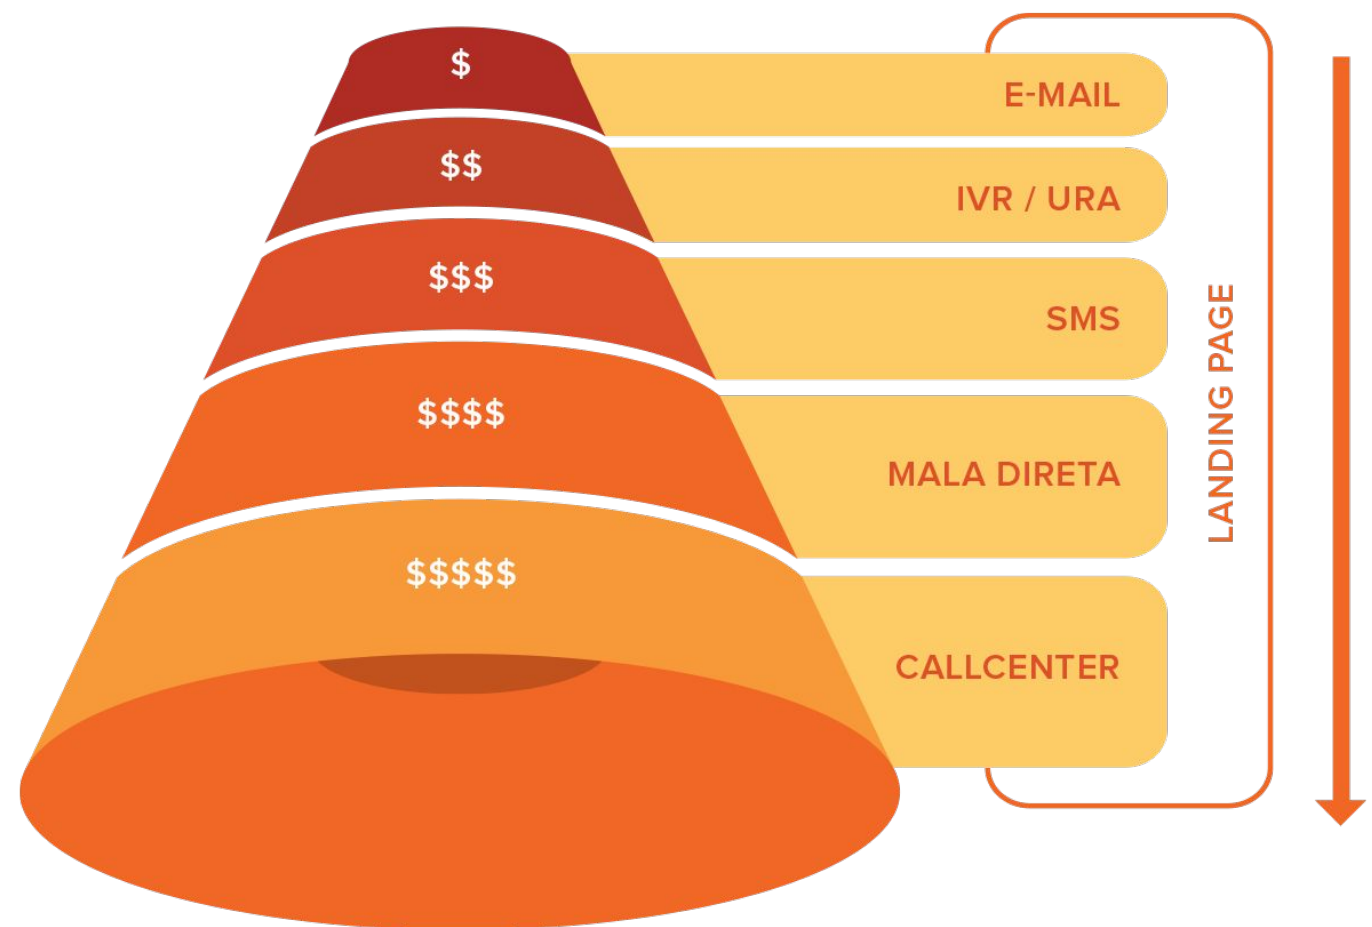 $
E-MAIL
$$
IVR / URA
$$$
SMS
$$$$
MALA DIRETA
$$$$$
CALLCENTER
LANDING PAGE